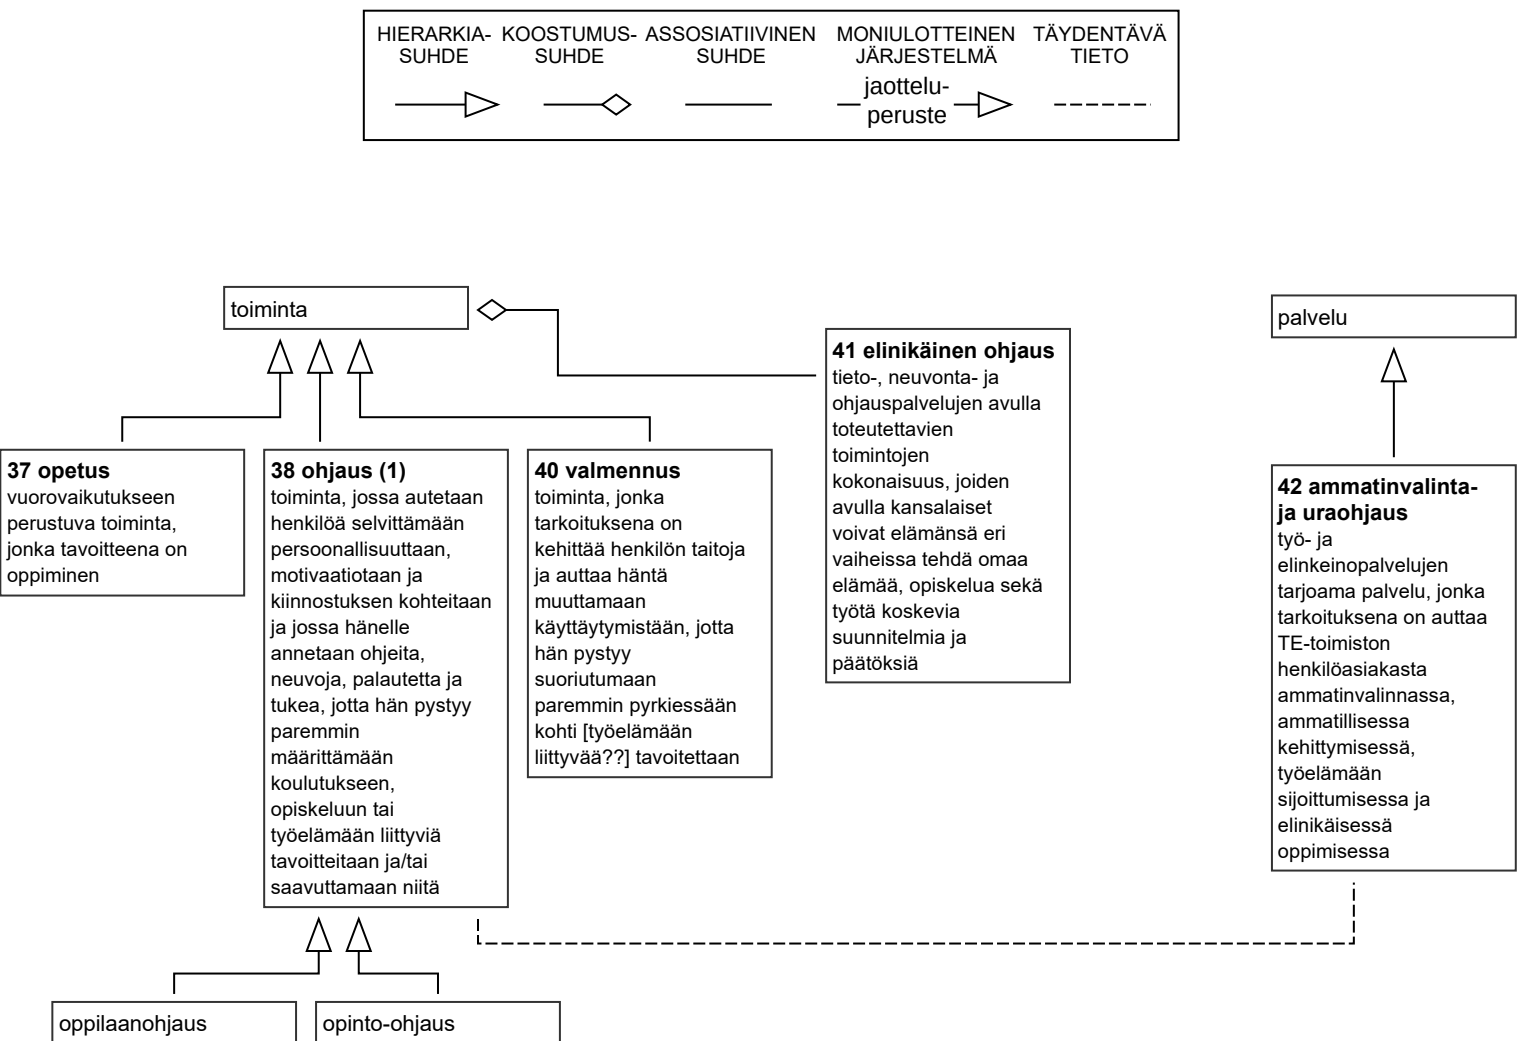 HIERARKIA-
SUHDE
KOOSTUMUS-
SUHDE
ASSOSIATIIVINEN
SUHDE
MONIULOTTEINEN
JÄRJESTELMÄ
jaottelu-
peruste
TÄYDENTÄVÄ
TIETO
toiminta
palvelu
37 opetus
vuorovaikutukseen
perustuva toiminta,
jonka tavoitteena on
oppiminen
38 ohjaus (1)
toiminta, jossa autetaan
henkilöä selvittämään
persoonallisuuttaan,
motivaatiotaan ja
kiinnostuksen kohteitaan
ja jossa hänelle
annetaan ohjeita,
neuvoja, palautetta ja
tukea, jotta hän pystyy
paremmin
määrittämään
koulutukseen,
opiskeluun tai
työelämään liittyviä
tavoitteitaan ja/tai
saavuttamaan niitä
40 valmennus
toiminta, jonka
tarkoituksena on
kehittää henkilön taitoja
ja auttaa häntä
muuttamaan
käyttäytymistään, jotta
hän pystyy
suoriutumaan
paremmin pyrkiessään
kohti [työelämään
liittyvää??] tavoitettaan
41 elinikäinen ohjaus
tieto-, neuvonta- ja
ohjauspalvelujen avulla
toteutettavien
toimintojen
kokonaisuus, joiden
avulla kansalaiset
voivat elämänsä eri
vaiheissa tehdä omaa
elämää, opiskelua sekä
työtä koskevia
suunnitelmia ja
päätöksiä
42 ammatinvalinta-
ja uraohjaus
työ- ja
elinkeinopalvelujen
tarjoama palvelu, jonka
tarkoituksena on auttaa
TE-toimiston
henkilöasiakasta
ammatinvalinnassa,
ammatillisessa
kehittymisessä,
työelämään
sijoittumisessa ja
elinikäisessä
oppimisessa
oppilaanohjaus
opinto-ohjaus